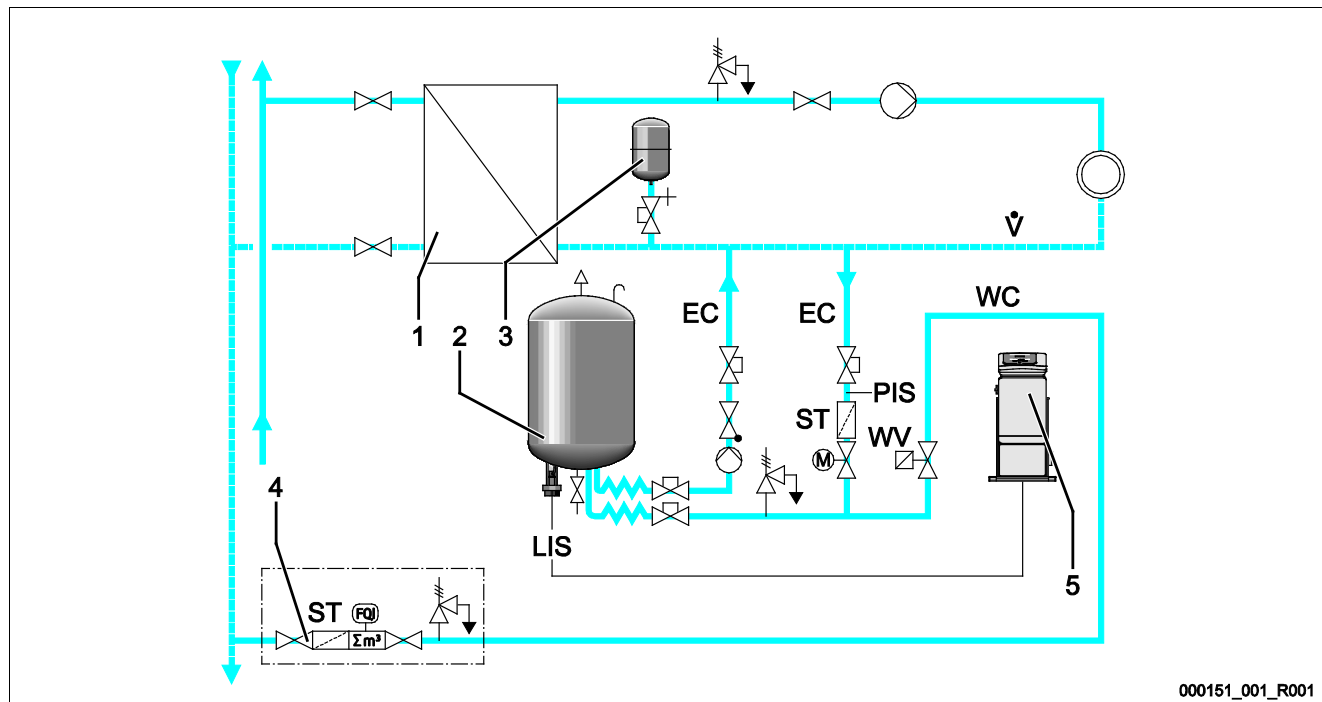 V̇
1
2
3
EC
EC
WC
PIS
ST
WV
M
4
LIS
5
ST
FQI
Σm³
000151_001_R001